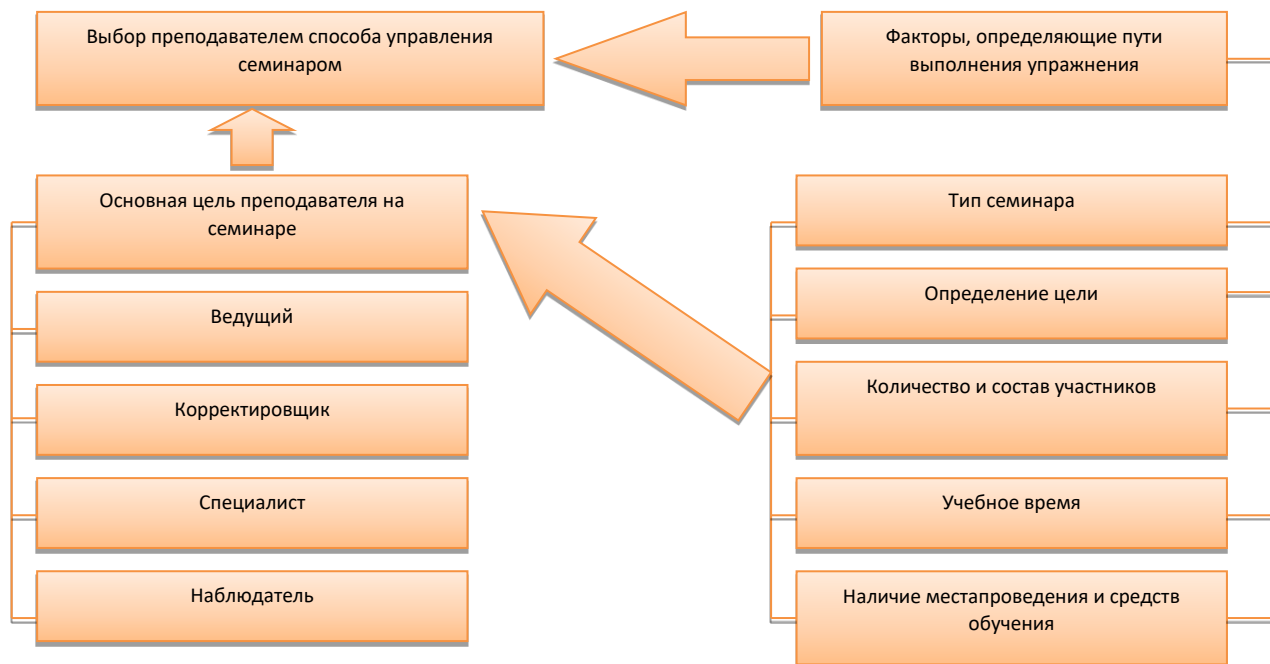 Выбор преподавателем способа управления
семинаром
Факторы, определяющие пути
выполнения упражнения
Основная цель преподавателя на
семинаре
Ведущий
Корректировщик
Специалист
Наблюдатель
Тип семинара
Определение цели
Количество и состав участников
Учебное время
Наличие местапроведения и средств
обучения